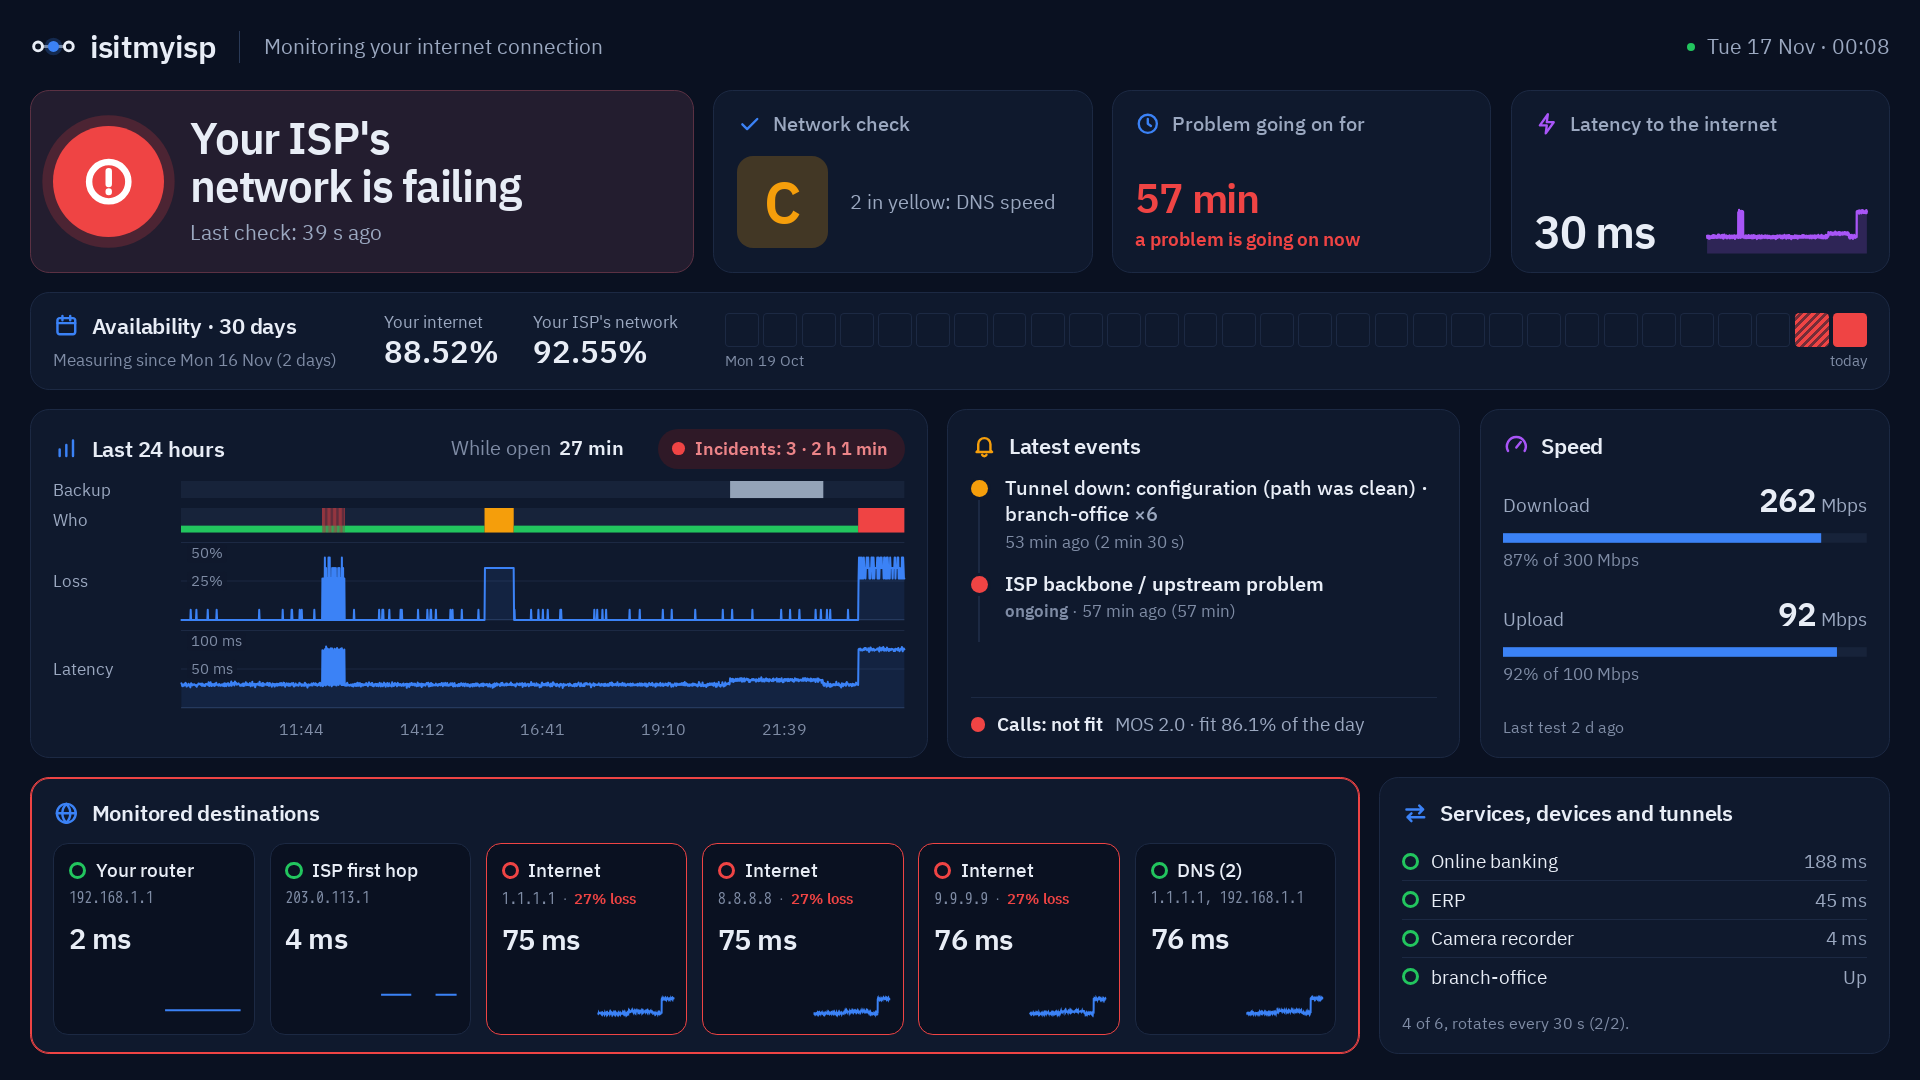 isitmyisp
Monitoring your internet connection
Tue 17 Nov · 00:08
Your ISP's
network is failing
Last check: 39 s ago
Network check
C
2 in yellow: DNS speed
Problem going on for
57 min
a problem is going on now
Latency to the internet
30 ms
Availability · 30 days
Measuring since Mon 16 Nov (2 days)
Your internet
88.52%
Your ISP's network
92.55%
Mon 19 Oct
today
Last 24 hours
While open 27 min
Incidents: 3 · 2 h 1 min
Backup
Who
Loss
50%
25%
Latency
100 ms
50 ms
11:44
14:12
16:41
19:10
21:39
Latest events
Tunnel down: configuration (path was clean) ·
branch-office ×6
53 min ago (2 min 30 s)
ISP backbone / upstream problem
ongoing · 57 min ago (57 min)
Calls: not fit MOS 2.0 · fit 86.1% of the day
Speed
Download 262 Mbps
87% of 300 Mbps
Upload 92 Mbps
92% of 100 Mbps
Last test 2 d ago
Monitored destinations
Your router
192.168.1.1
2 ms
ISP first hop
203.0.113.1
4 ms
Internet
1.1.1.1 · 27% loss
75 ms
Internet
8.8.8.8 · 27% loss
75 ms
Internet
9.9.9.9 · 27% loss
76 ms
DNS (2)
1.1.1.1, 192.168.1.1
76 ms
Services, devices and tunnels
Online banking 188 ms
ERP 45 ms
Camera recorder 4 ms
branch-office Up
4 of 6, rotates every 30 s (2/2).